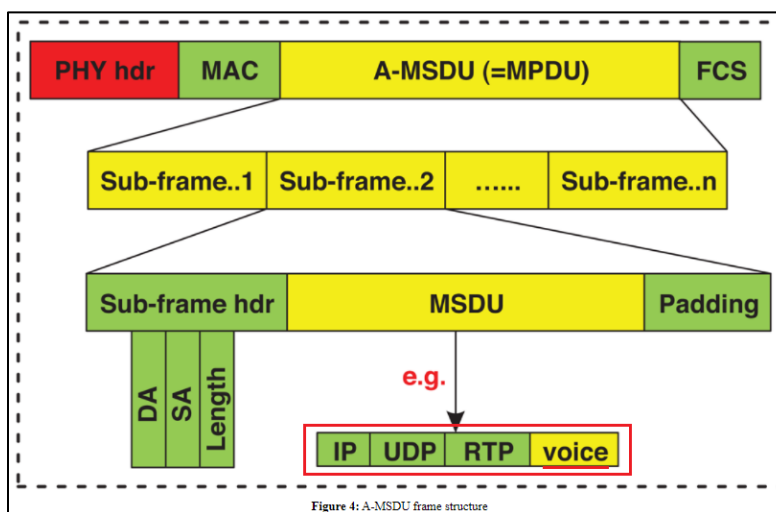 PHY hdr MAC A-MSDU (=MPDU) FCS
Sub-frame..1 Sub-frame..2 …... Sub-frame..n
Sub-frame hdr MSDU Padding
DA
SA
Length
e.g.
IP UDP RTP voice
Figure 4: A-MSDU frame structure